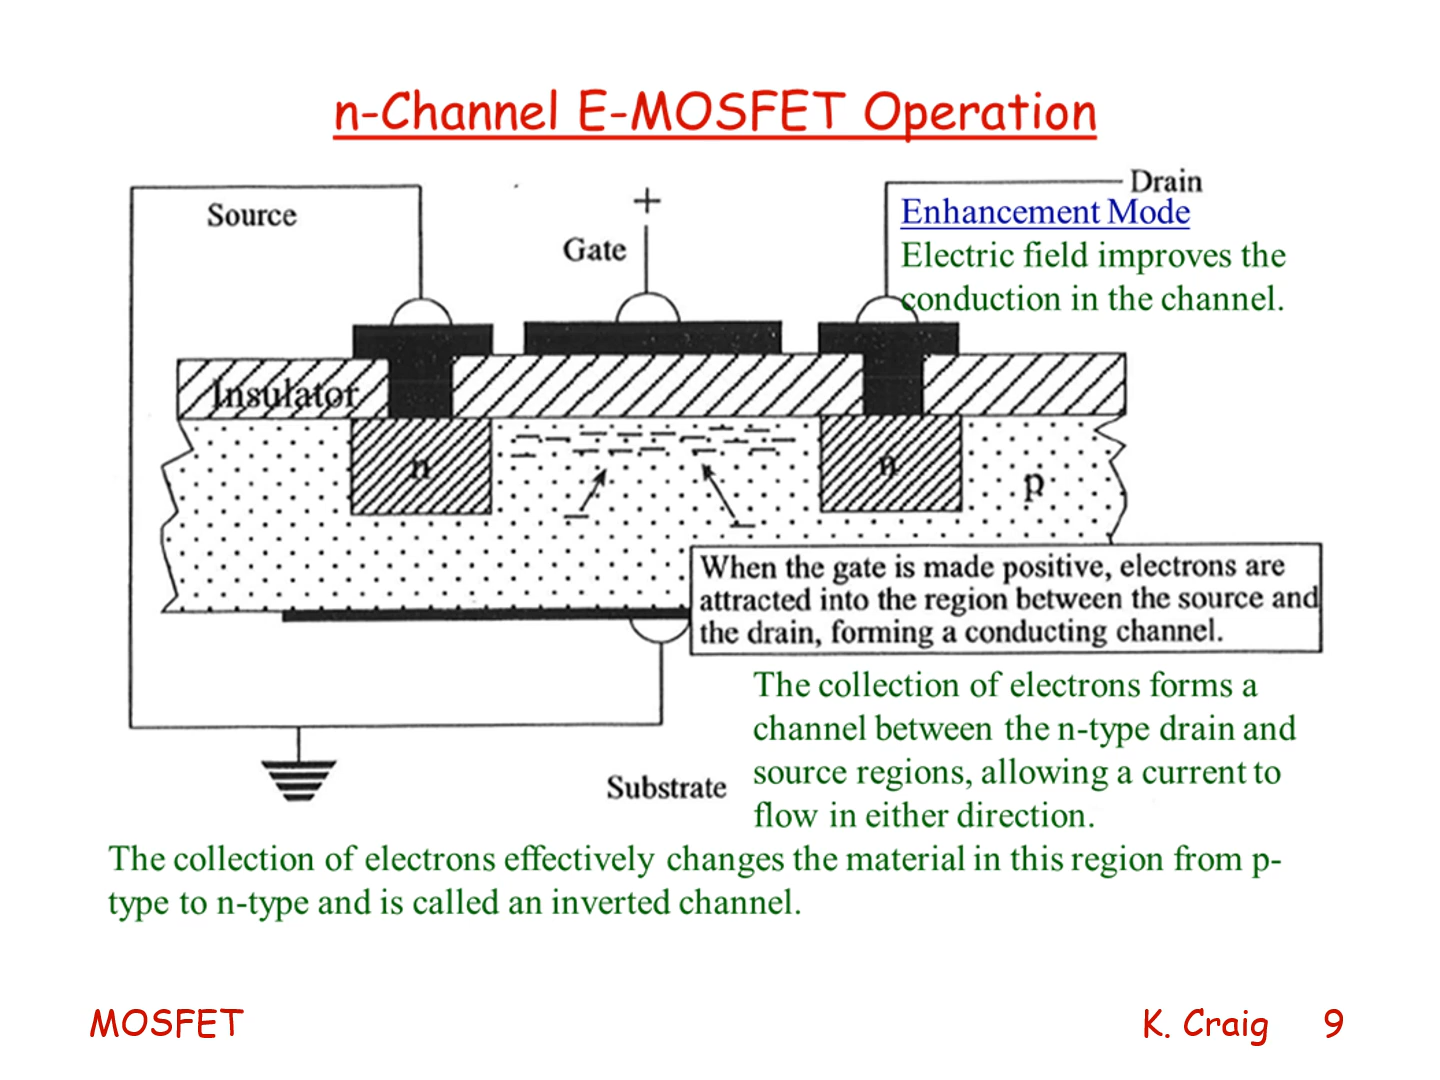 n-Channel E-MOSFET Operation
Source
+
Gate
Drain
Enhancement Mode
Electric field improves the
conduction in the channel.
Insulator
n
n
p
When the gate is made positive, electrons are
attracted into the region between the source and
the drain, forming a conducting channel.
The collection of electrons forms a
channel between the n-type drain and
source regions, allowing a current to
flow in either direction.
Substrate
The collection of electrons effectively changes the material in this region from p-
type to n-type and is called an inverted channel.
MOSFET
K. Craig 9